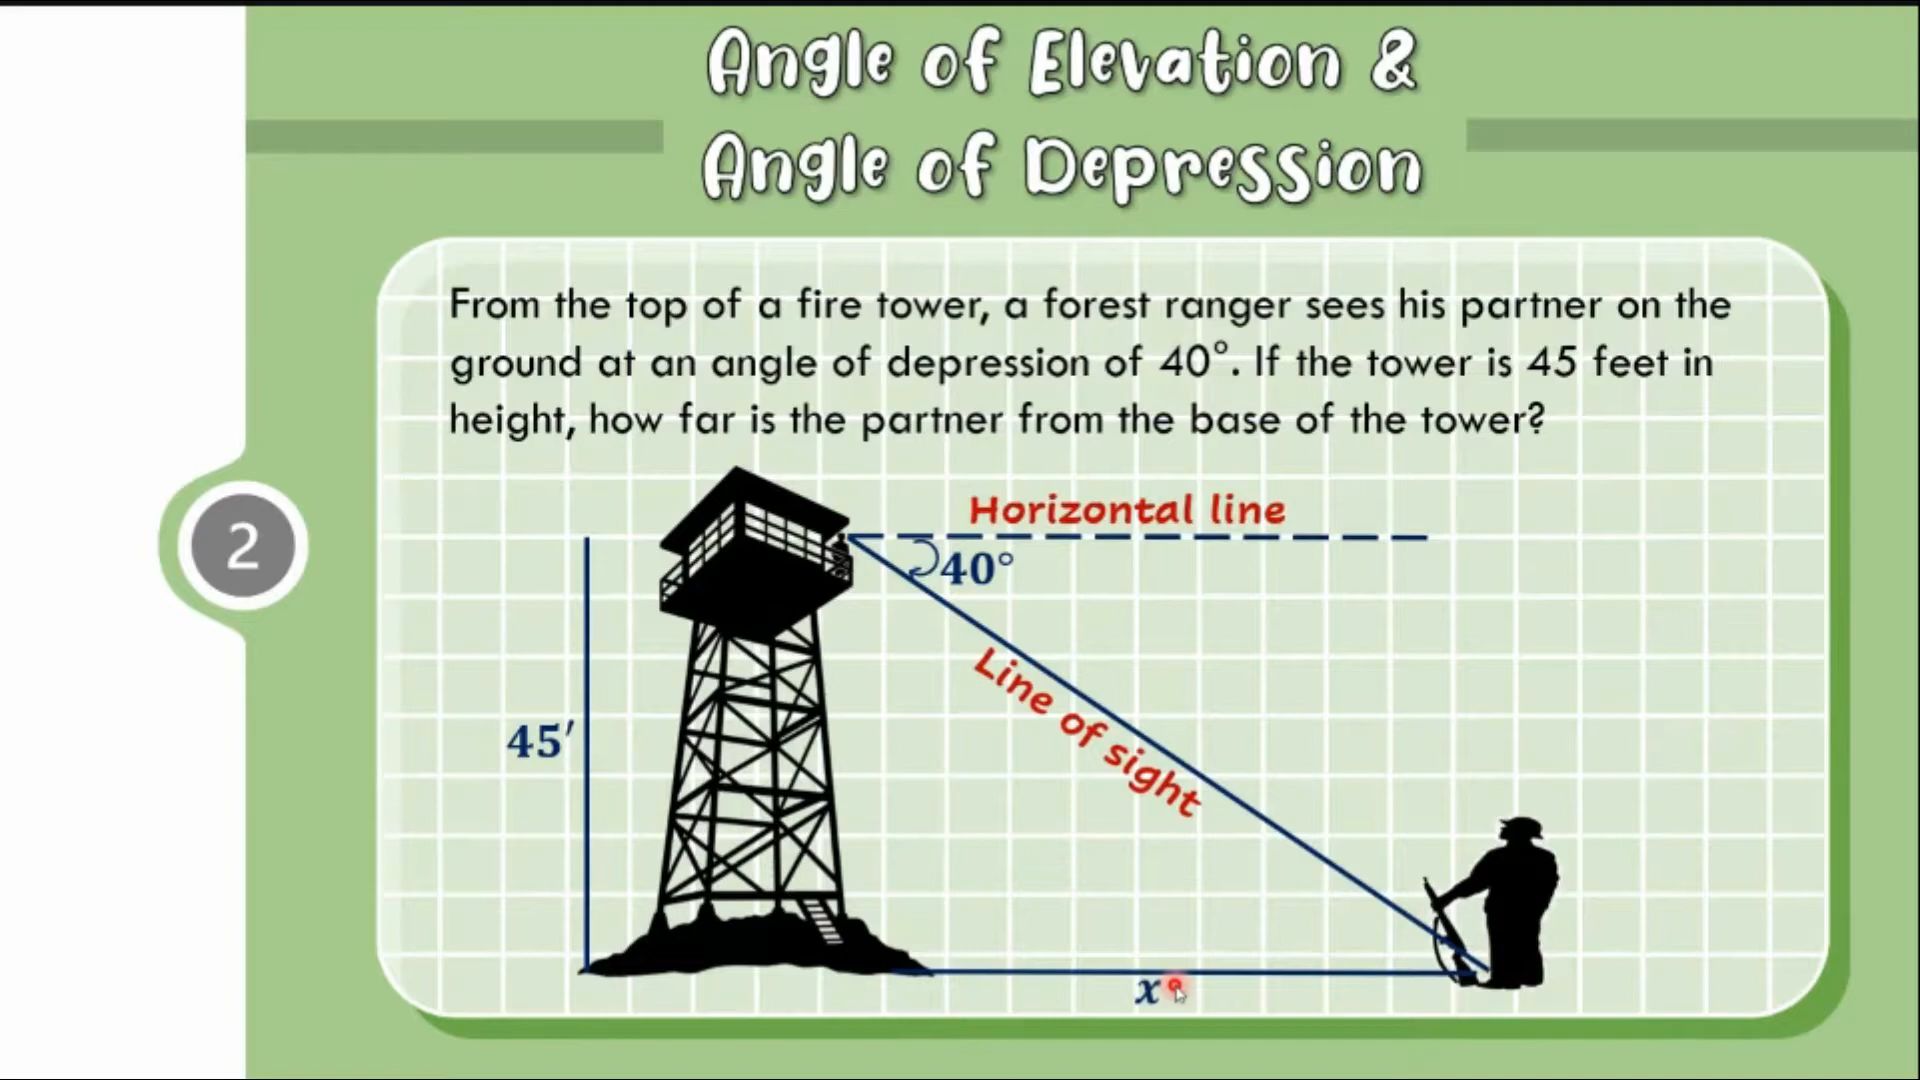 Angle of Elevation &
Angle of Depression
From the top of a fire tower, a forest ranger sees his partner on the
ground at an angle of depression of 40°. If the tower is 45 feet in
height, how far is the partner from the base of the tower?
2
Horizontal line
40°
Line of sight
45′
x